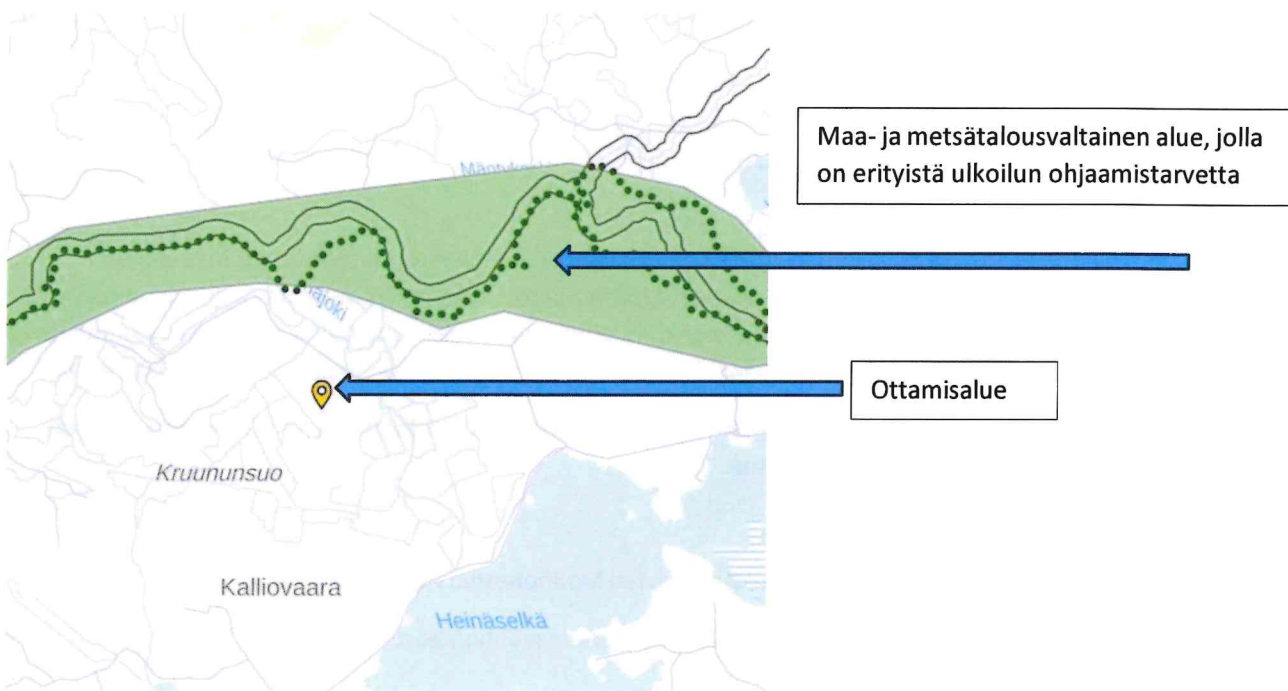 Maa- ja metsätalousvaltainen alue, jolla
on erityistä ulkoilun ohjaamistarvetta
Ottamisalue
Kruununsuo
Kalliovaara
Heinäselkä